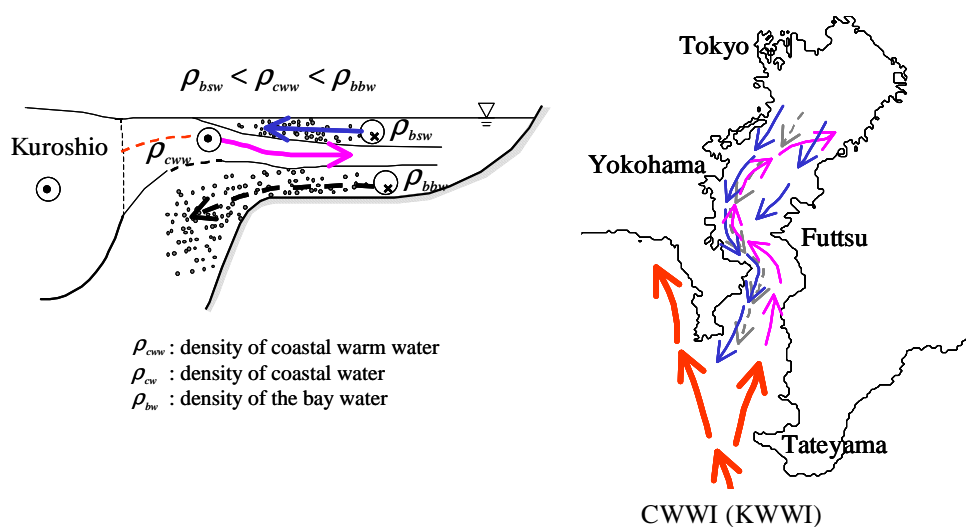 ρbsw < ρcww < ρbbw
Kuroshio
ρcww
ρbsw
ρbbw
ρcww : density of coastal warm water
ρcw : density of coastal water
ρbw : density of the bay water
Tokyo
Yokohama
Futtsu
Tateyama
CWWI (KWWI)